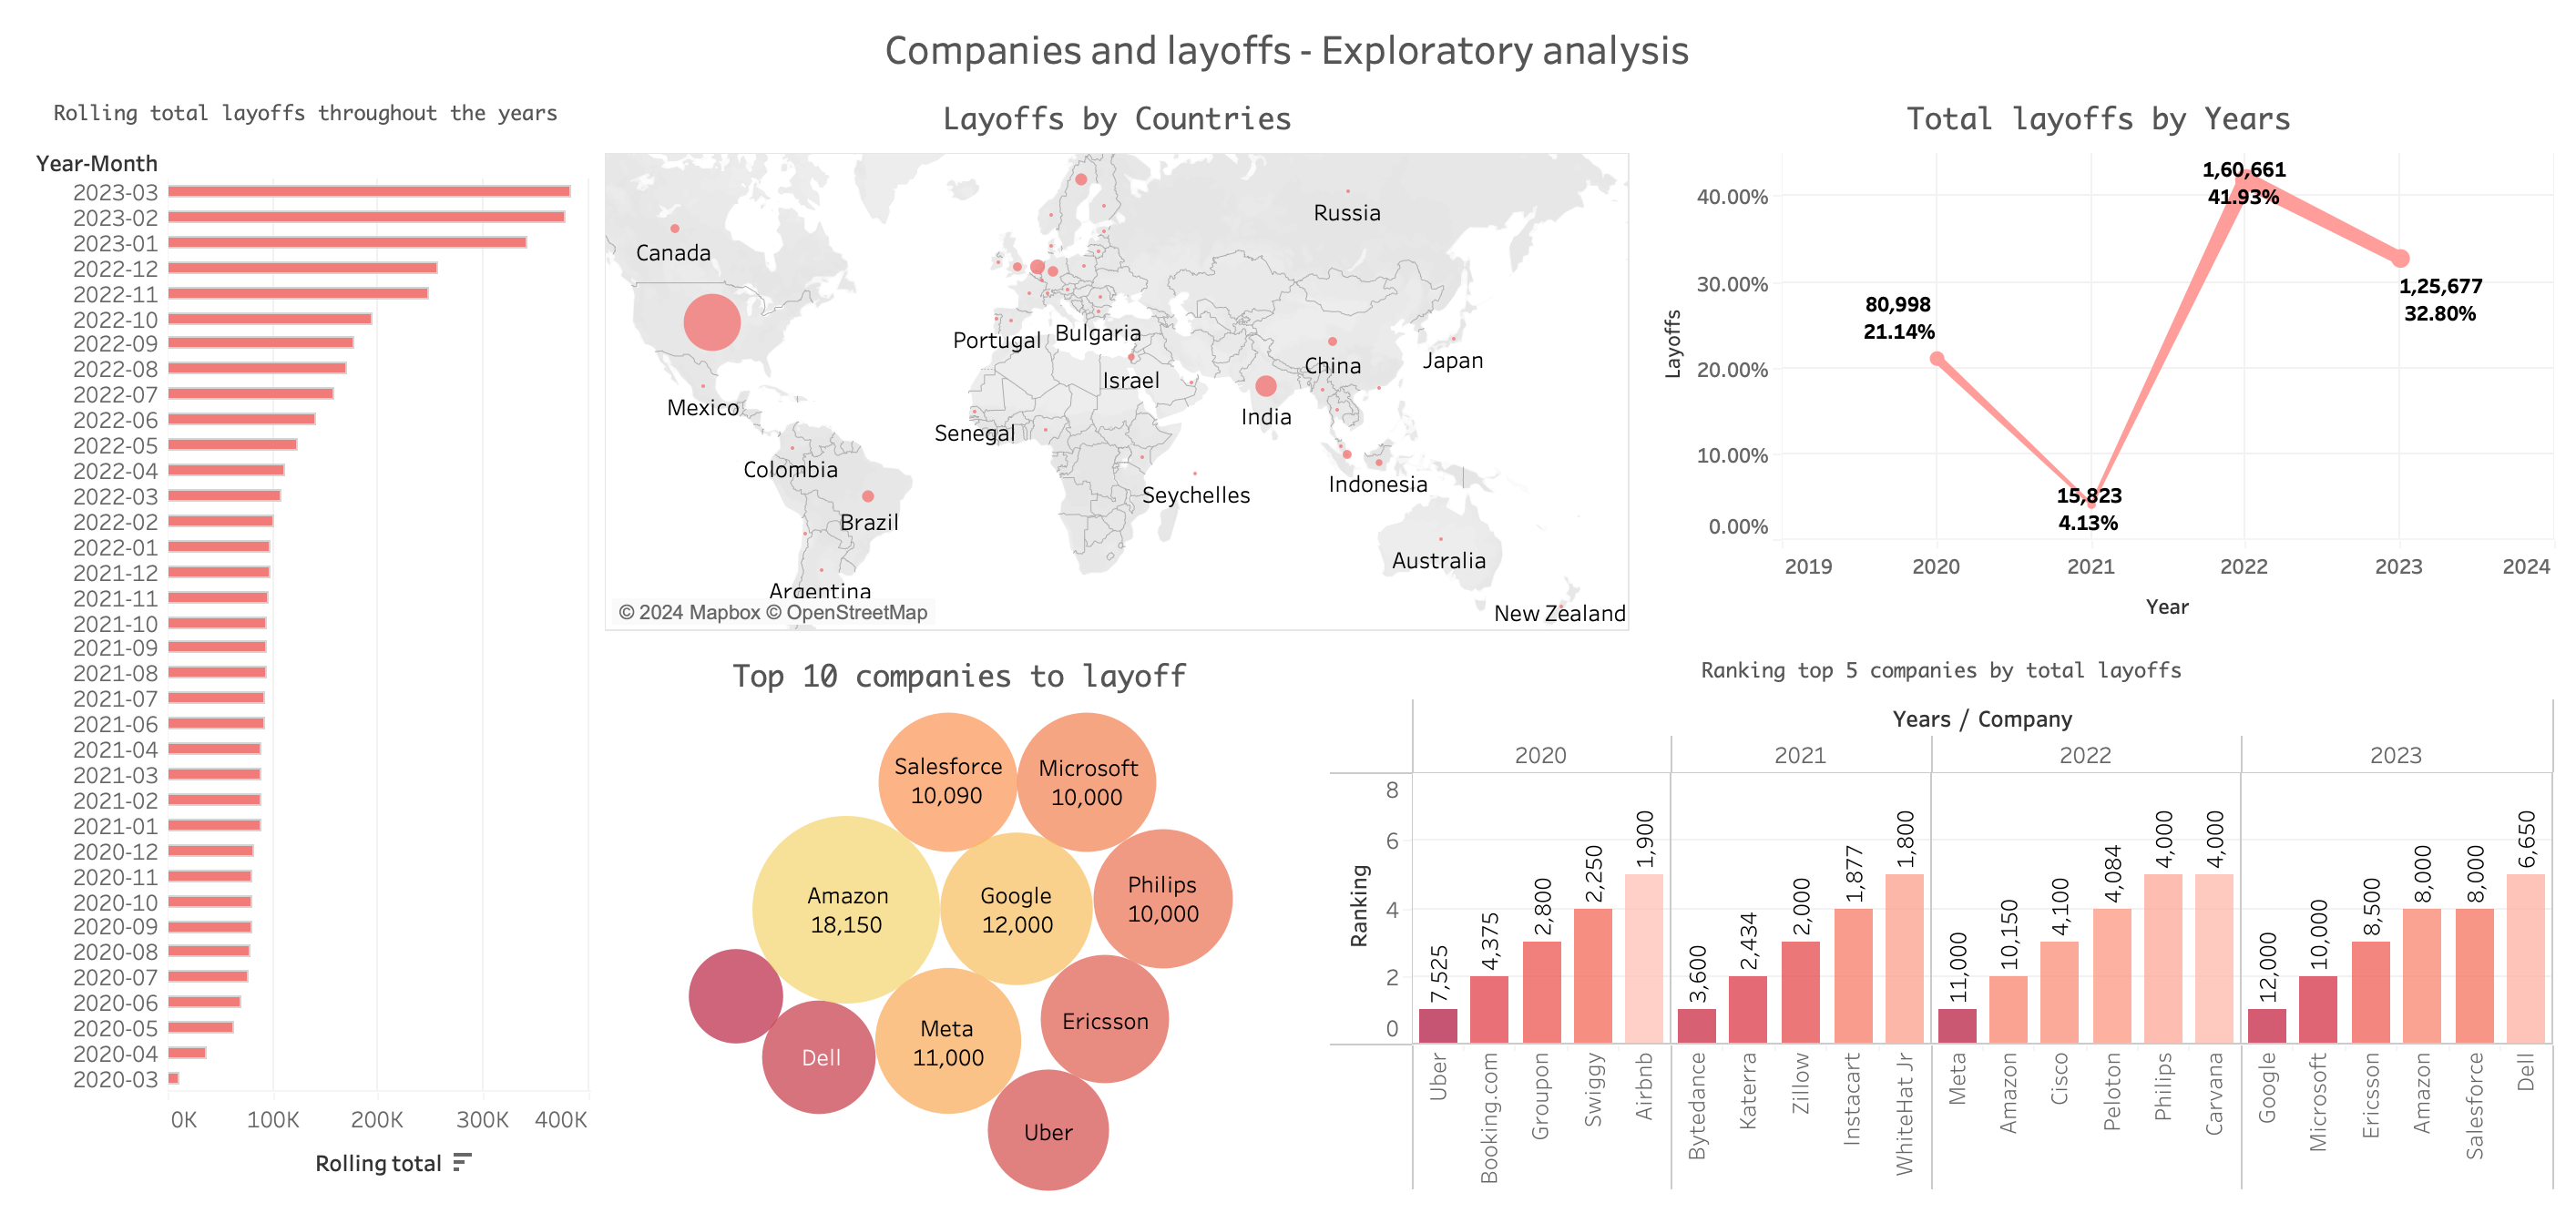 Companies and layoffs - Exploratory analysis
Rolling total layoffs throughout the years
Year-Month
2023-03
2023-02
2023-01
2022-12
2022-11
2022-10
2022-09
2022-08
2022-07
2022-06
2022-05
2022-04
2022-03
2022-02
2022-01
2021-12
2021-11
2021-10
2021-09
2021-08
2021-07
2021-06
2021-04
2021-03
2021-02
2021-01
2020-12
2020-11
2020-10
2020-09
2020-08
2020-07
2020-06
2020-05
2020-04
2020-03
0K 100K 200K 300K 400K
Rolling total
Layoffs by Countries
Russia
Canada
Portugal
Bulgaria
China
Japan
Israel
Mexico
India
Senegal
Colombia
Indonesia
Seychelles
Brazil
Australia
Argentina
New Zealand
© 2024 Mapbox © OpenStreetMap
Total layoffs by Years
Layoffs
40.00%
30.00%
20.00%
10.00%
0.00%
80,998
21.14%
15,823
4.13%
1,60,661
41.93%
1,25,677
32.80%
2019 2020 2021 2022 2023 2024
Year
Top 10 companies to layoff
Salesforce
10,090
Microsoft
10,000
Amazon
18,150
Google
12,000
Philips
10,000
Meta
11,000
Ericsson
Dell
Uber
Ranking top 5 companies by total layoffs
Years / Company
2020 2021 2022 2023
Ranking
8
6
4
2
0
7,525
4,375
2,800
2,250
1,900
3,600
2,434
2,000
1,877
1,800
11,000
10,150
4,100
4,084
4,000
4,000
12,000
10,000
8,500
8,000
8,000
6,650
Uber
Booking.com
Groupon
Swiggy
Airbnb
Bytedance
Katerra
Zillow
Instacart
WhiteHat Jr
Meta
Amazon
Cisco
Peloton
Philips
Carvana
Google
Microsoft
Ericsson
Amazon
Salesforce
Dell